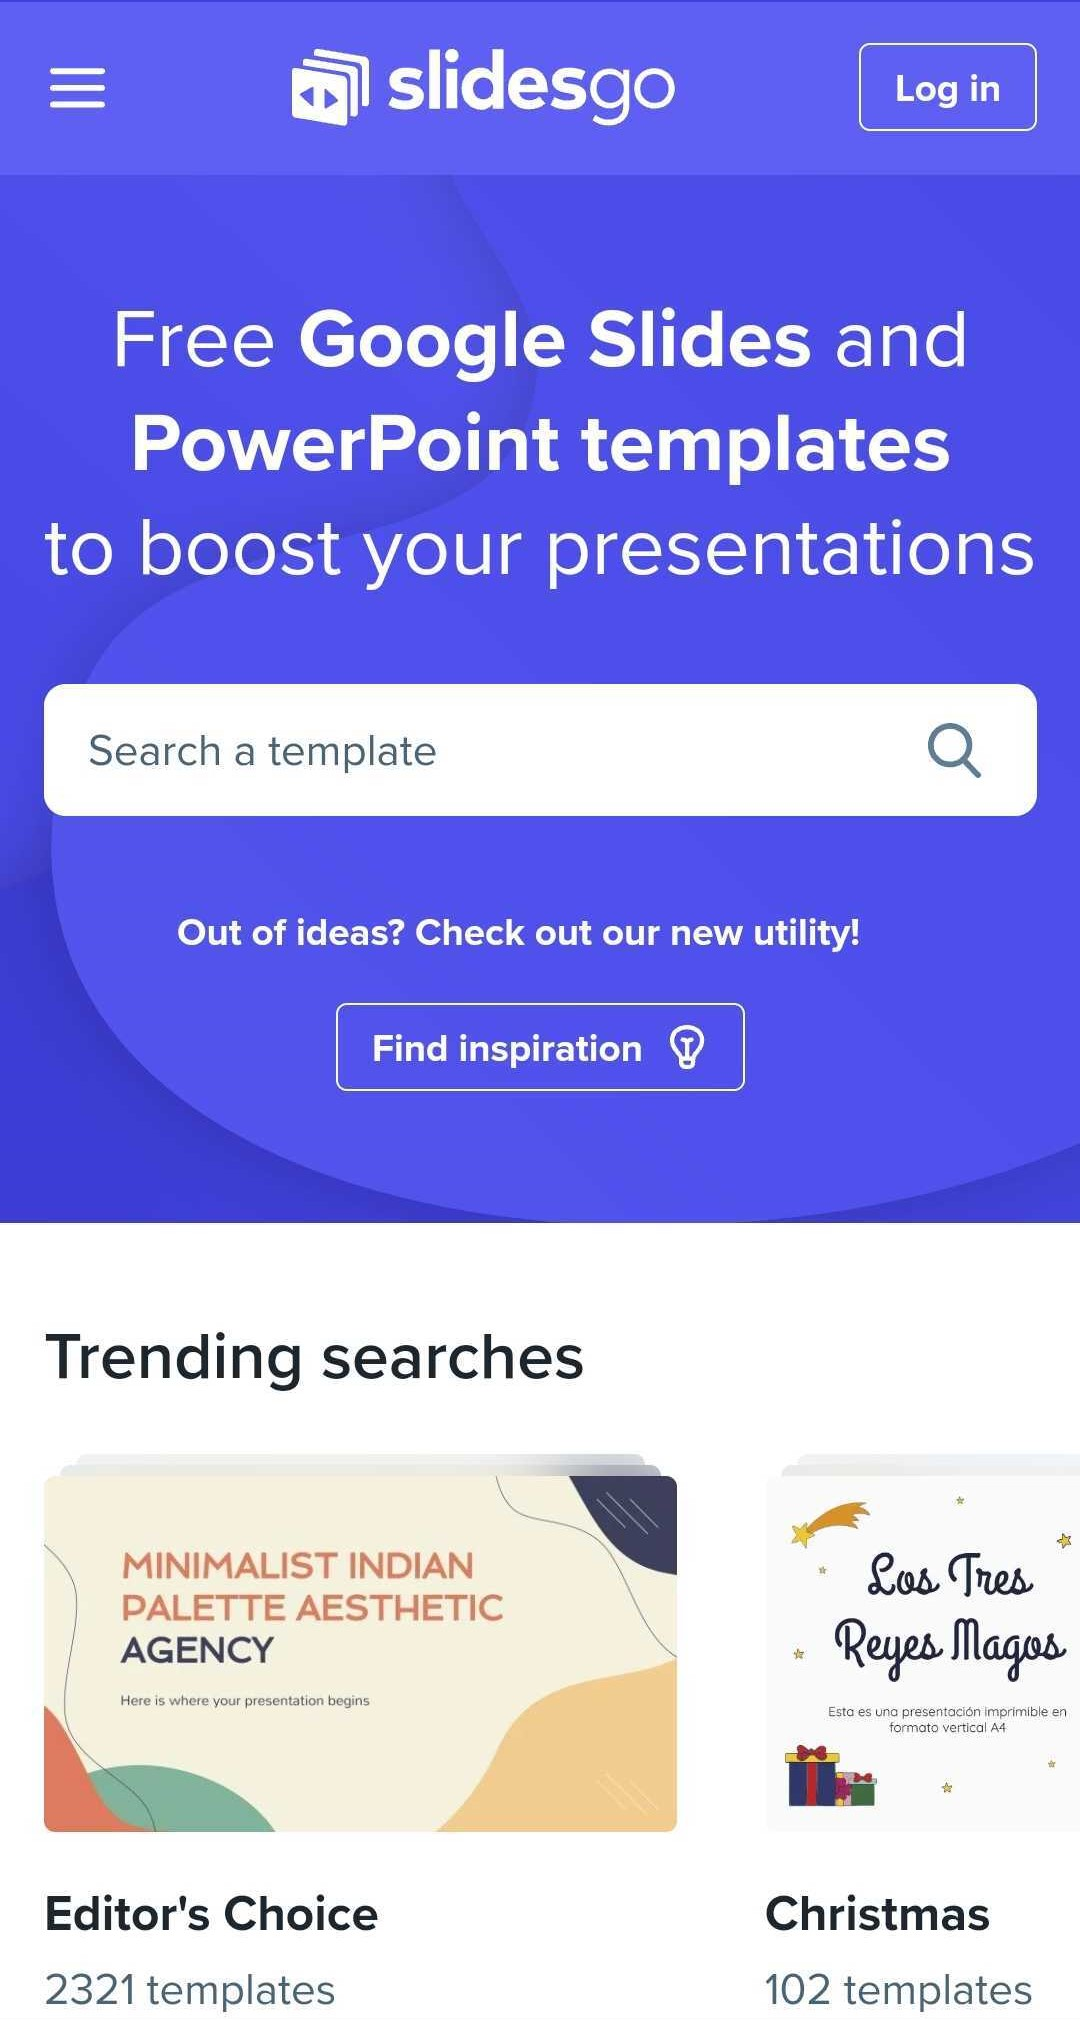 slidesgo
Log in
Free Google Slides and
PowerPoint templates
to boost your presentations
Search a template
Out of ideas? Check out our new utility!
Find inspiration
Trending searches
MINIMALIST INDIAN
PALETTE AESTHETIC
AGENCY
Here is where your presentation begins
Editor's Choice
2321 templates
Los Tres
Reyes Magos
Esta es una presentación imprimible en
formato vertical A4
Christmas
102 templates